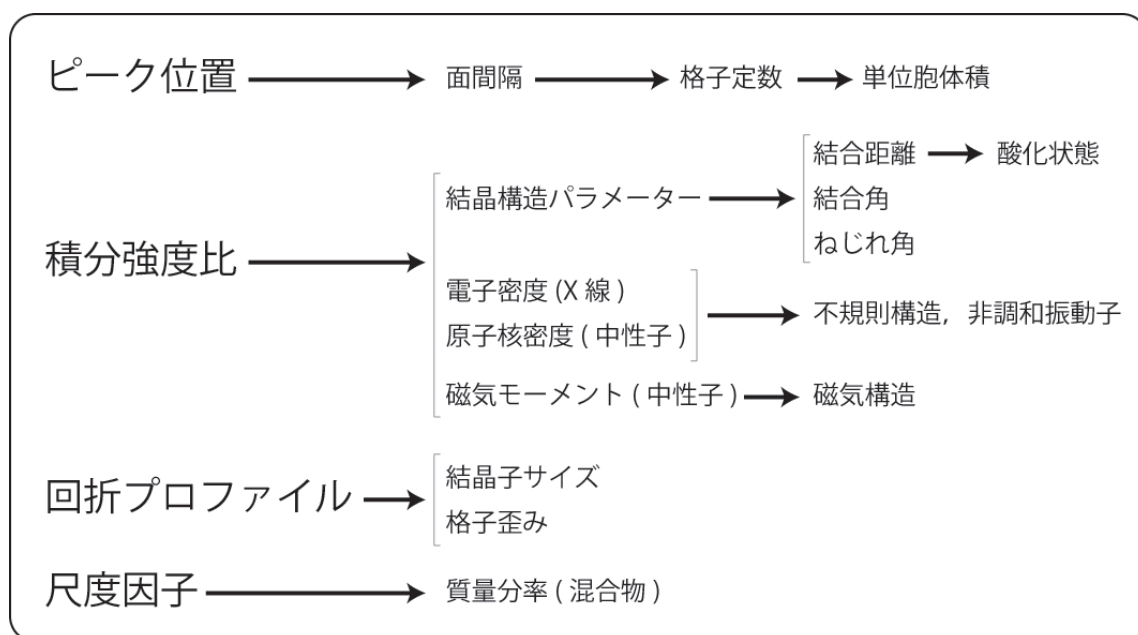 ピーク位置 面間隔 格子定数 単位胞体積
結合距離 酸化状態
結晶構造パラメーター 結合角
ねじれ角
積分強度比
電子密度 (X 線 )
不規則構造，非調和振動子
原子核密度 ( 中性子 )
磁気モーメント ( 中性子 ) 磁気構造
結晶子サイズ
回折プロファイル
格子歪み
尺度因子 質量分率 ( 混合物 )